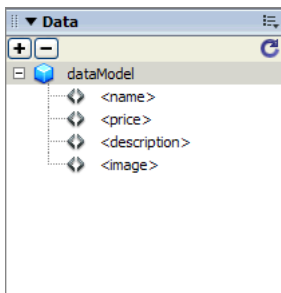 Data
dataModel
<name>
<price>
<description>
<image>